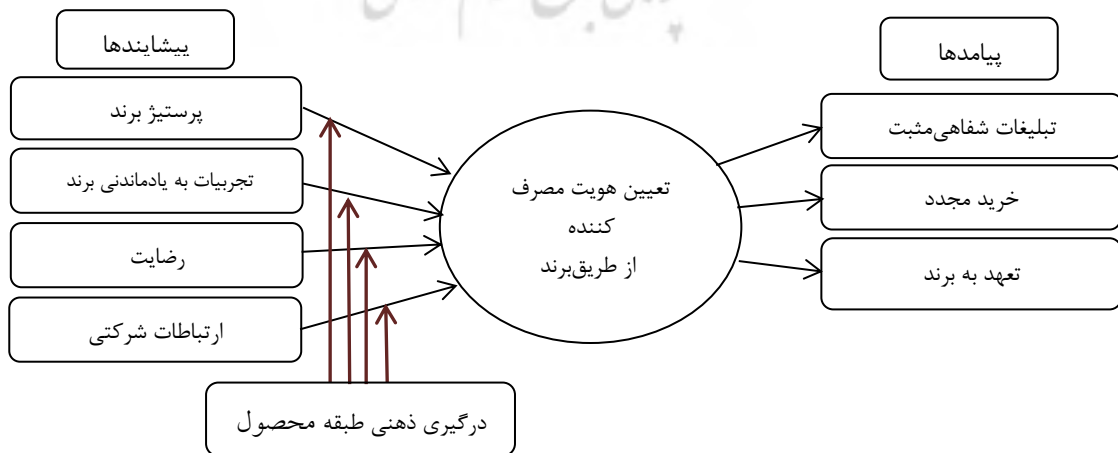 پیشایندها
پیامدها
پرستیژ برند
تجربیات به یادماندنی برند
رضایت
ارتباطات شرکتی
تعیین هویت مصرف
کننده
از طریق‌برند
تبلیغات شفاهی‌مثبت
خرید مجدد
تعهد به برند
درگیری ذهنی طبقه محصول